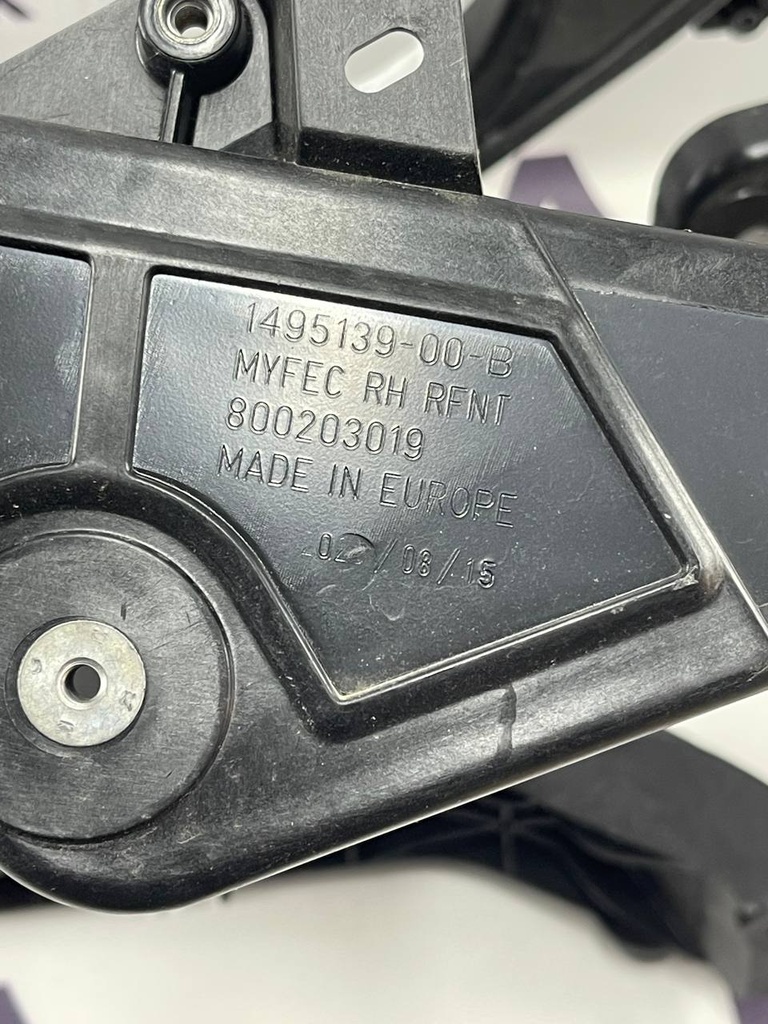 1495139-00-B
MYFEC RH RFNT
800203019
MADE IN EUROPE
/08/15